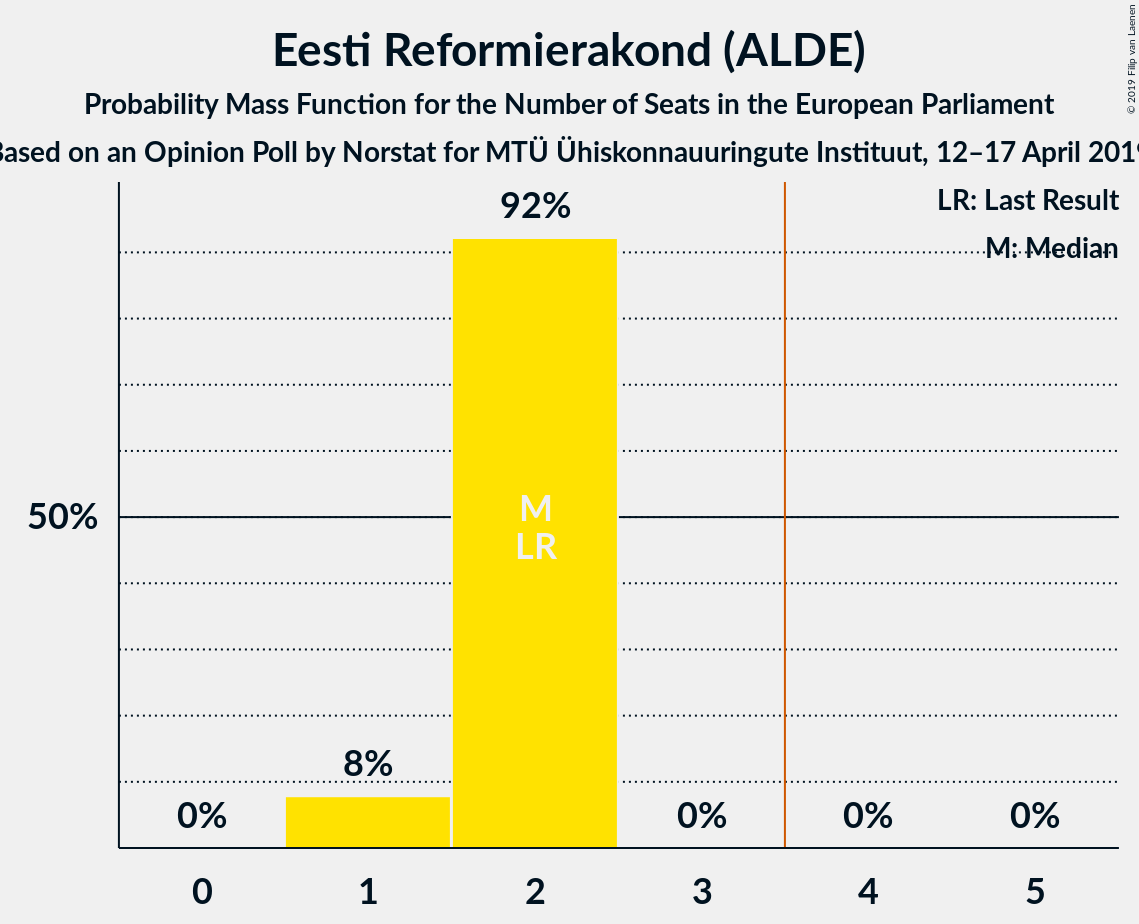 Eesti Reformierakond (ALDE)
Probability Mass Function for the Number of Seats in the European Parliament
Based on an Opinion Poll by Norstat for MTÜ Ühiskonnauuringute Instituut, 12–17 April 2019
© 2019 Filip van Laenen
LR: Last Result
M: Median
92%
50%
M
LR
8%
0%
0%
0%
0%
0
1
2
3
4
5